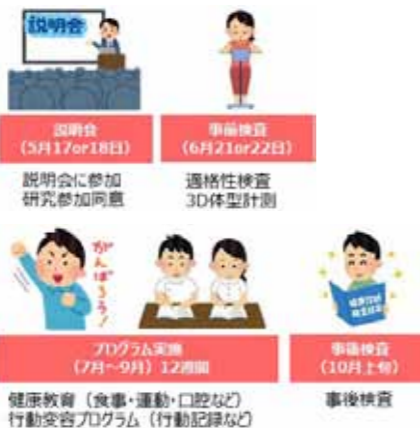 説明会
説明会
(5月17or18日)
事前検査
(6月21or22日)
説明会に参加
研究参加同意
適格性検査
3D体型計測
がんばろう!
プログラム実施
(7月～9月) 12週間
事後検査
(10月上旬)
健康教育(食事・運動・口腔など)
行動変容プログラム(行動記録など)
事後検査